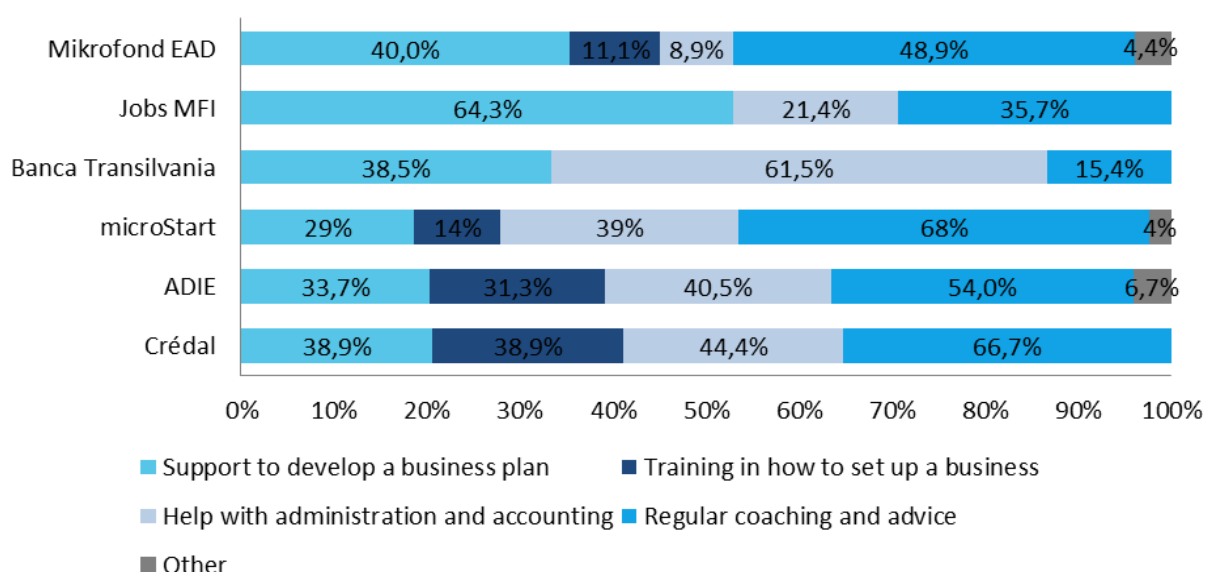 Mikrofond EAD 40,0% 11,1% 8,9% 48,9% 4,4%
Jobs MFI 64,3% 21,4% 35,7%
Banca Transilvania 38,5% 61,5% 15,4%
microStart 29% 14% 39% 68% 4%
ADIE 33,7% 31,3% 40,5% 54,0% 6,7%
Crédal 38,9% 38,9% 44,4% 66,7%
0% 10% 20% 30% 40% 50% 60% 70% 80% 90% 100%
Support to develop a business plan Training in how to set up a business
Help with administration and accounting Regular coaching and advice
Other